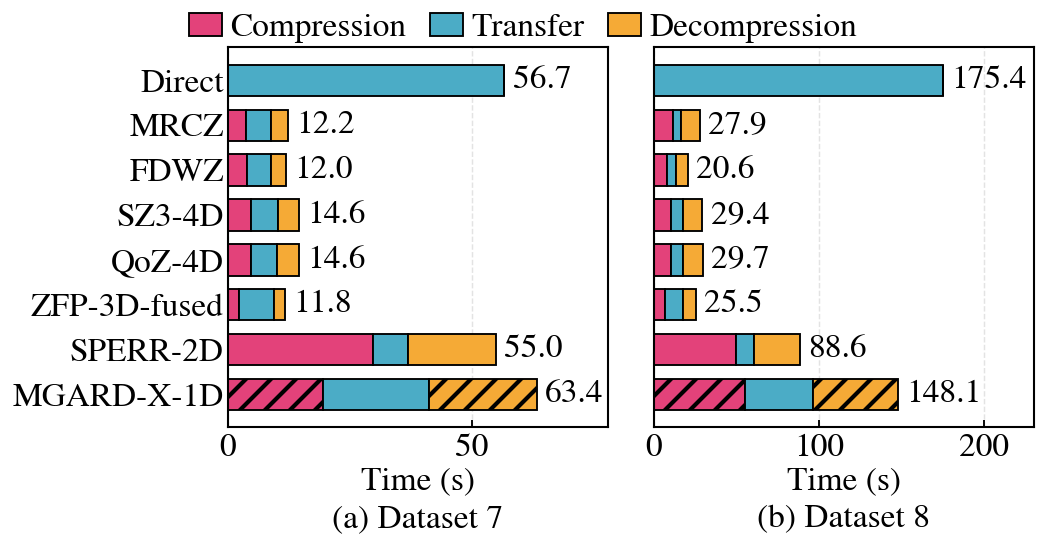 Compression Transfer Decompression
Direct 56.7 175.4
MRCZ 12.2 27.9
FDWZ 12.0 20.6
SZ3-4D 14.6 29.4
QoZ-4D 14.6 29.7
ZFP-3D-fused 11.8 25.5
SPERR-2D 55.0 88.6
MGARD-X-1D 63.4 148.1
0 50 0 100 200
Time (s) Time (s)
(a) Dataset 7 (b) Dataset 8